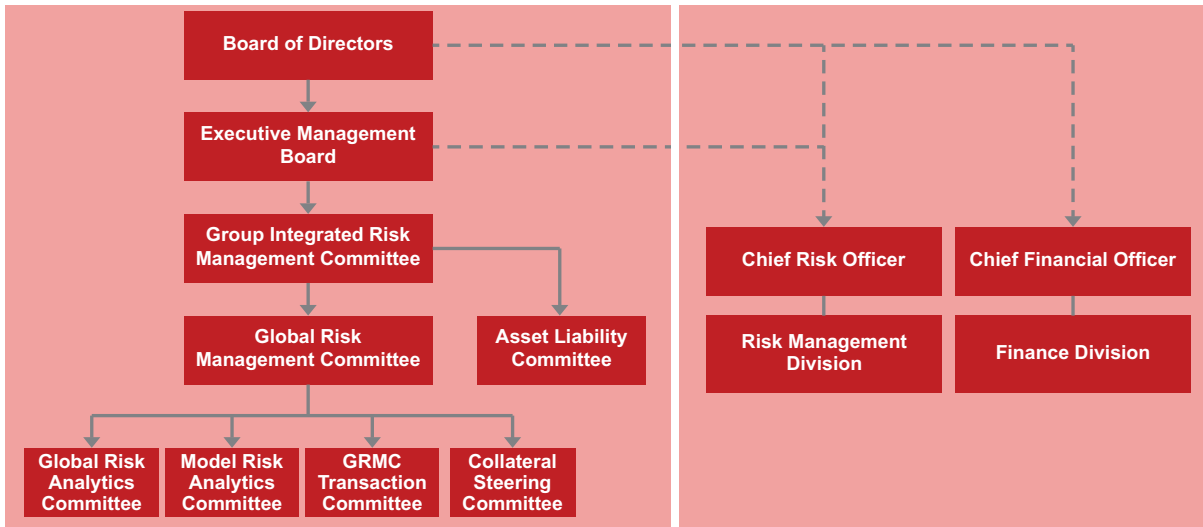 Board of Directors
Executive Management
Board
Group Integrated Risk
Management Committee
Global Risk
Management Committee
Asset Liability
Committee
Global Risk
Analytics
Committee
Model Risk
Analytics
Committee
GRMC
Transaction
Committee
Collateral
Steering
Committee
Chief Risk Officer
Chief Financial Officer
Risk Management
Division
Finance Division